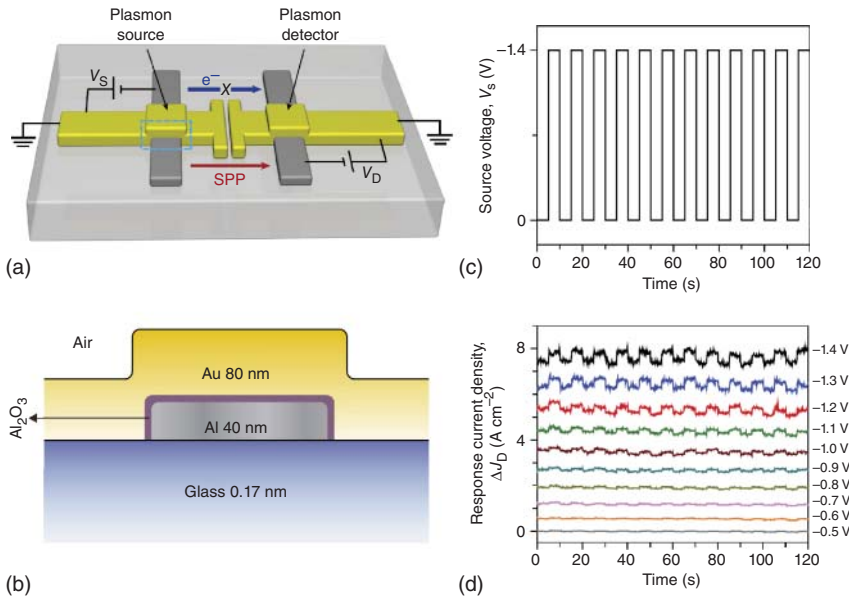 Plasmon
source
Plasmon
detector
V_S
e⁻
X
SPP
V_D
(a)
Air
Au 80 nm
Al₂O₃
Al 40 nm
Glass 0.17 nm
(b)
Source voltage, V_s (V)
−1.4
0
0 20 40 60 80 100 120
Time (s)
(c)
Response current density,
ΔJ_D (A cm⁻²)
8
4
0
−1.4 V
−1.3 V
−1.2 V
−1.1 V
−1.0 V
−0.9 V
−0.8 V
−0.7 V
−0.6 V
−0.5 V
0 20 40 60 80 100 120
Time (s)
(d)